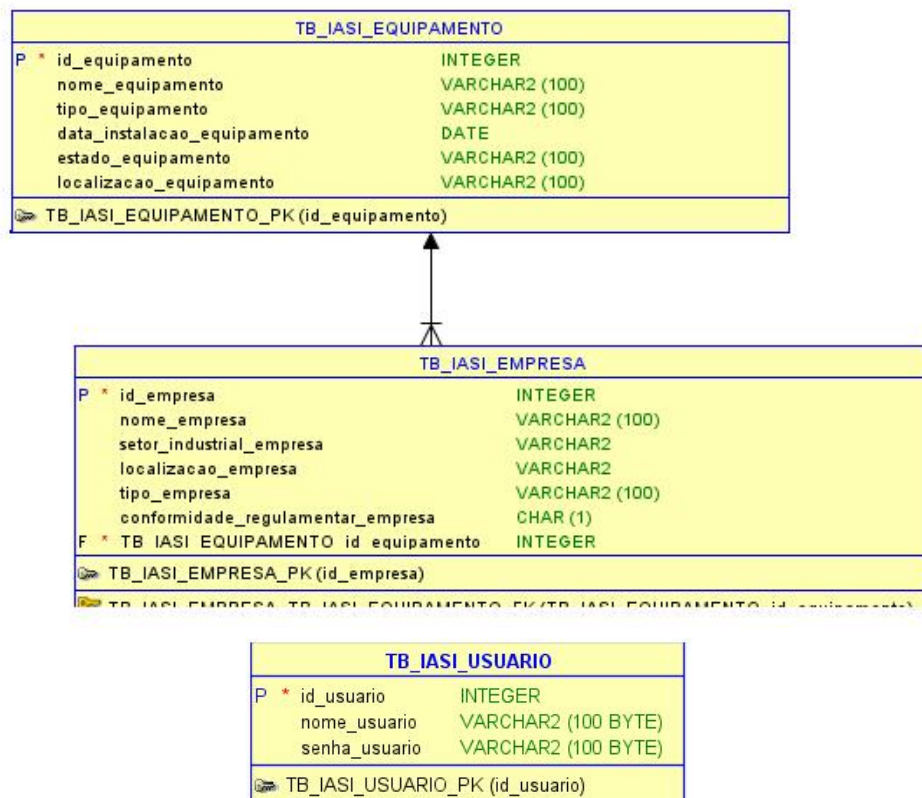 TB_IASI_EQUIPAMENTO
P * id_equipamento INTEGER
nome_equipamento VARCHAR2 (100)
tipo_equipamento VARCHAR2 (100)
data_instalacao_equipamento DATE
estado_equipamento VARCHAR2 (100)
localizacao_equipamento VARCHAR2 (100)
TB_IASI_EQUIPAMENTO_PK (id_equipamento)
TB_IASI_EMPRESA
P * id_empresa INTEGER
nome_empresa VARCHAR2 (100)
setor_industrial_empresa VARCHAR2
localizacao_empresa VARCHAR2
tipo_empresa VARCHAR2 (100)
conformidade_regulamentar_empresa CHAR (1)
F * TB_IASI_EQUIPAMENTO_id_equipamento INTEGER
TB_IASI_EMPRESA_PK (id_empresa)
TB_IASI_EMPRESA_TB_IASI_EQUIPAMENTO_FK (TB_IASI_EQUIPAMENTO_id_equipamento)
TB_IASI_USUARIO
P * id_usuario INTEGER
nome_usuario VARCHAR2 (100 BYTE)
senha_usuario VARCHAR2 (100 BYTE)
TB_IASI_USUARIO_PK (id_usuario)